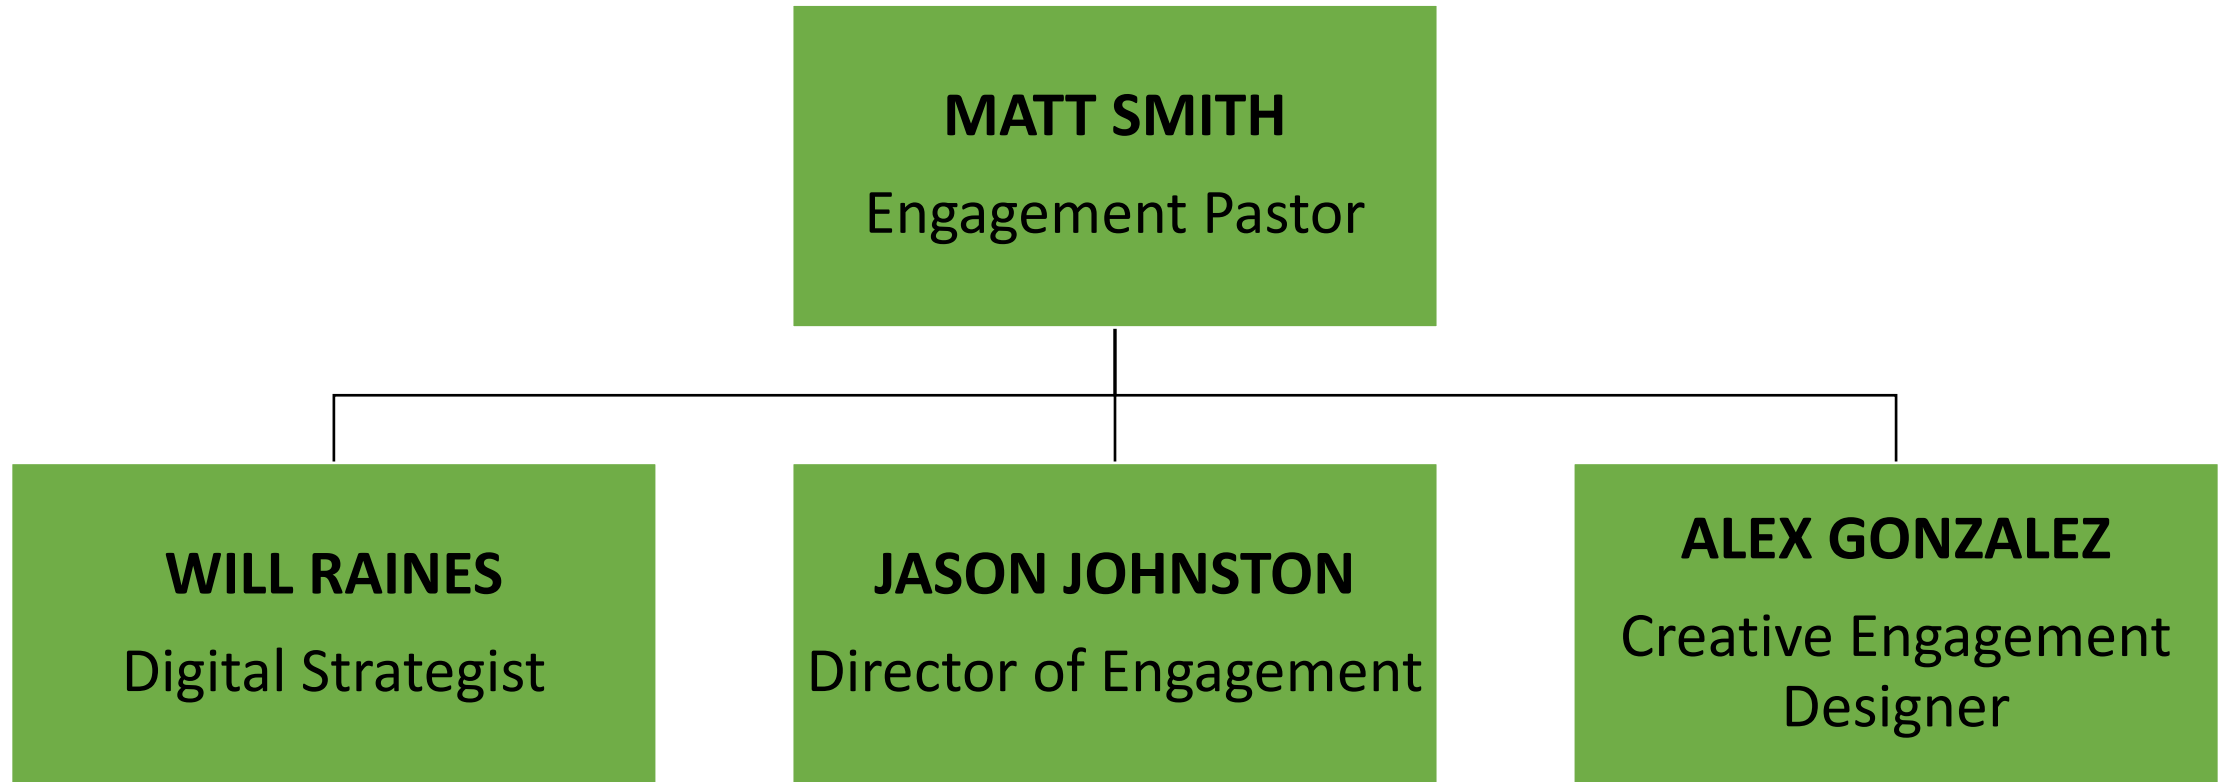 MATT SMITH
Engagement Pastor
WILL RAINES
Digital Strategist
JASON JOHNSTON
Director of Engagement
ALEX GONZALEZ
Creative Engagement
Designer